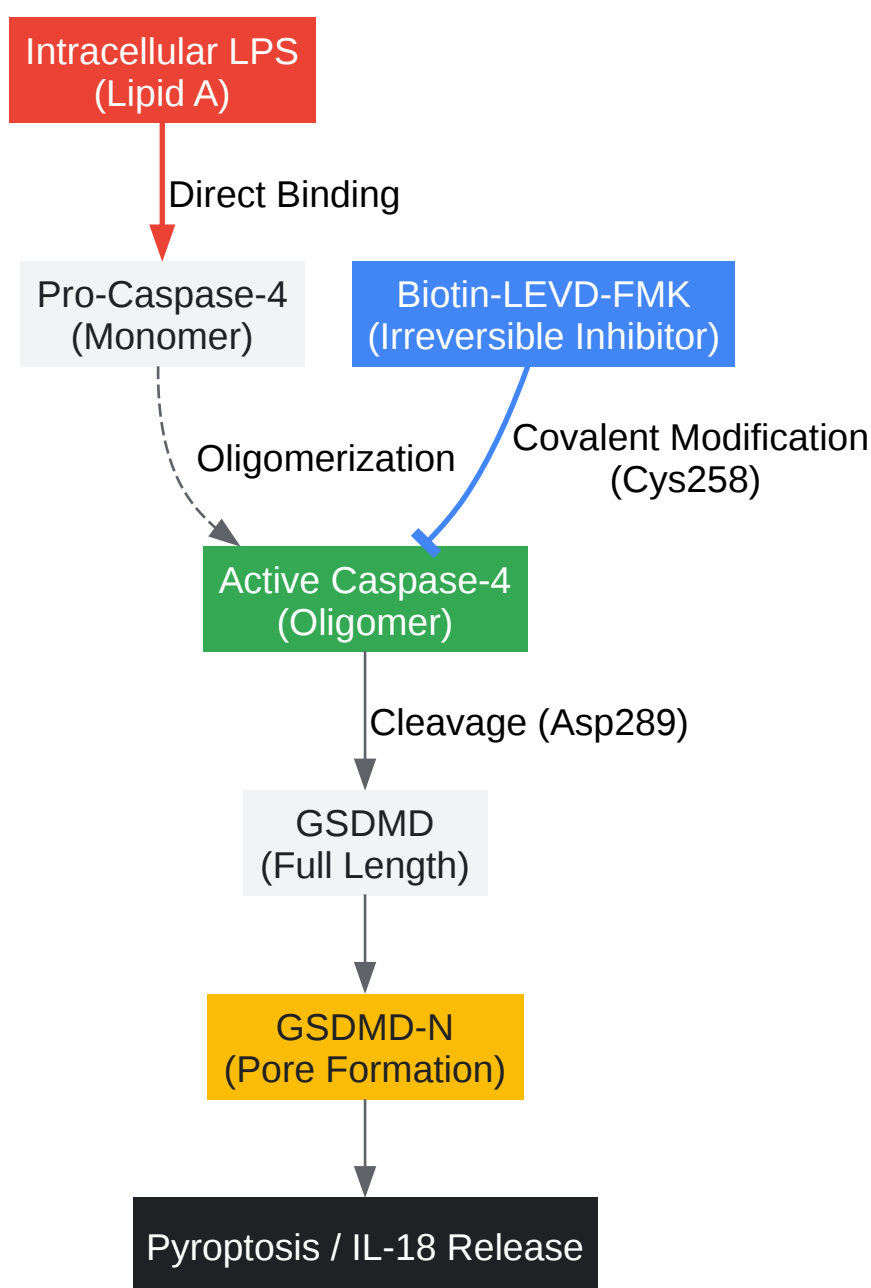 Intracellular LPS
(Lipid A)
Direct Binding
Pro-Caspase-4
(Monomer)
Biotin-LEVD-FMK
(Irreversible Inhibitor)
Oligomerization
Covalent Modification
(Cys258)
Active Caspase-4
(Oligomer)
Cleavage (Asp289)
GSDMD
(Full Length)
GSDMD-N
(Pore Formation)
Pyroptosis / IL-18 Release